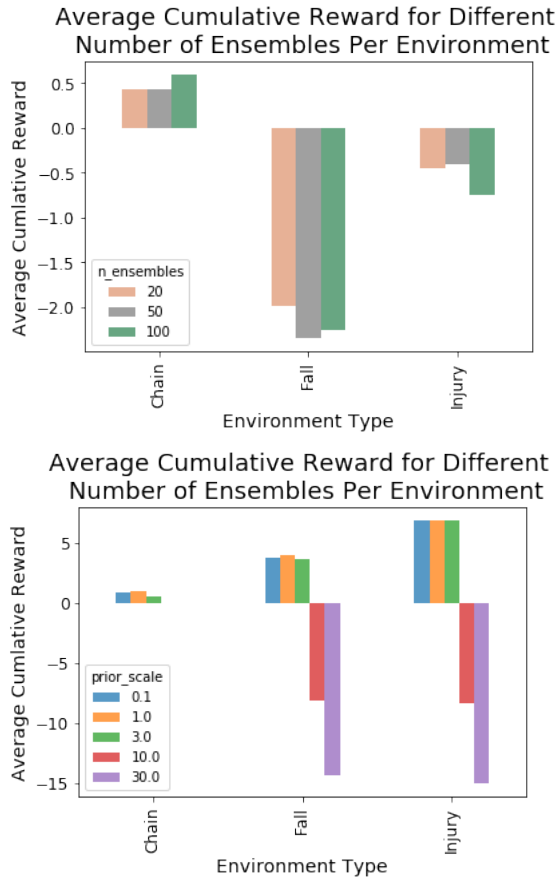 Average Cumulative Reward for Different
Number of Ensembles Per Environment
Average Cumlative Reward
0.5
0.0
−0.5
−1.0
−1.5
−2.0
n_ensembles
20
50
100
Chain
Fall
Injury
Environment Type
Average Cumulative Reward for Different
Number of Ensembles Per Environment
Average Cumlative Reward
5
0
−5
−10
−15
prior_scale
0.1
1.0
3.0
10.0
30.0
Chain
Fall
Injury
Environment Type